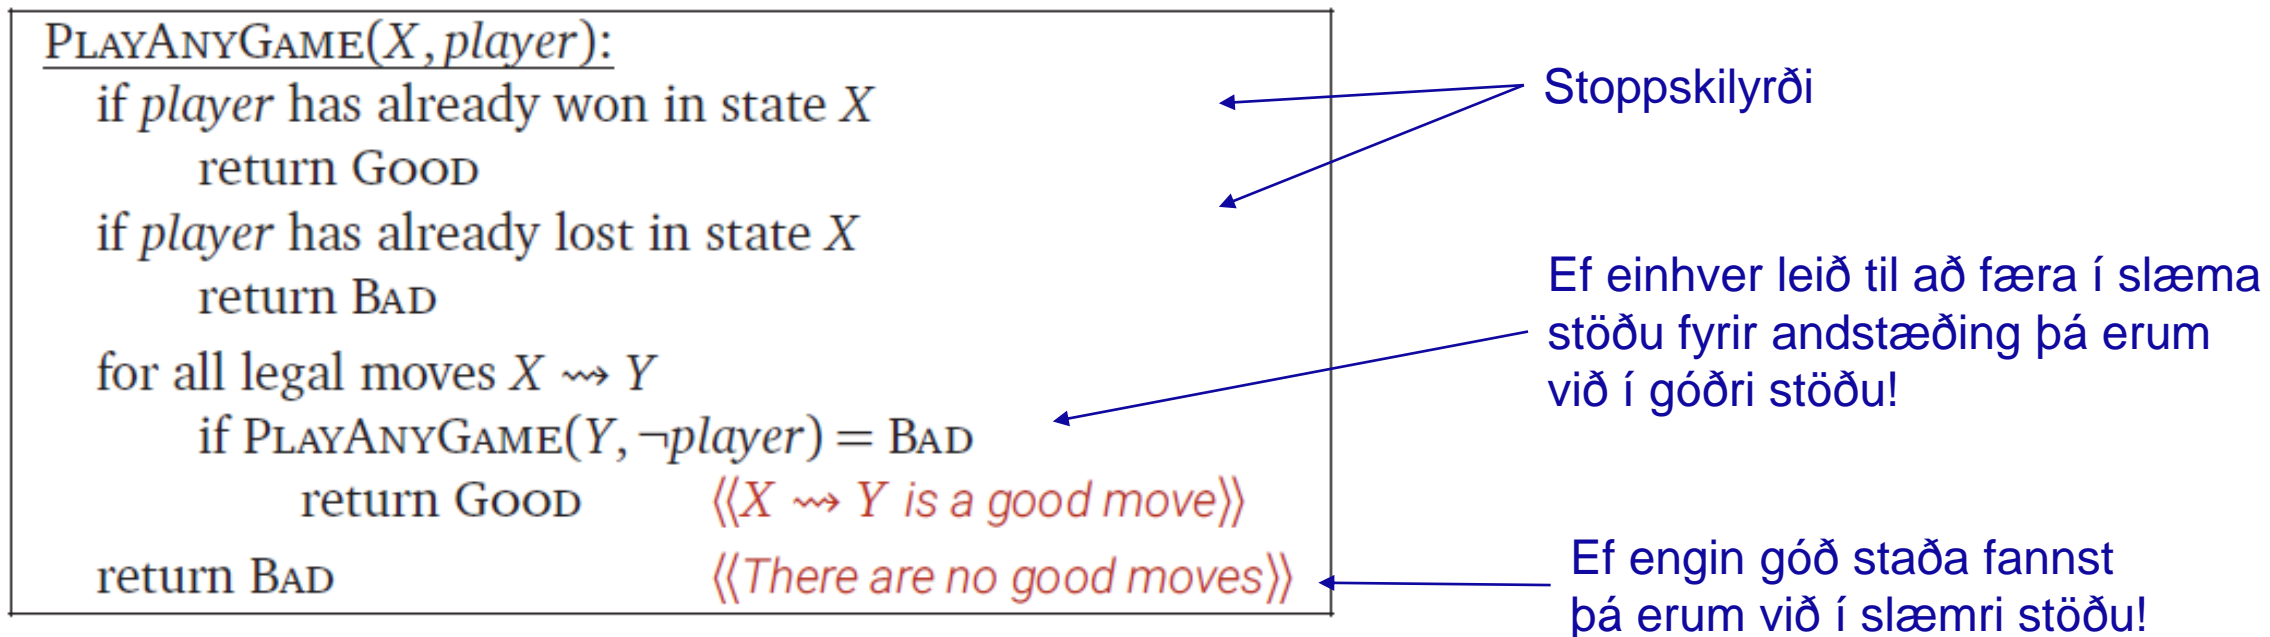 PLAYANYGAME(X, player):
if player has already won in state X
return GOOD
if player has already lost in state X
return BAD
for all legal moves X ⇝ Y
if PLAYANYGAME(Y, ¬player) = BAD
return GOOD ⟨⟨X ⇝ Y is a good move⟩⟩
return BAD ⟨⟨There are no good moves⟩⟩
Stoppskilyrði
Ef einhver leið til að færa í slæma
stöðu fyrir andstæðing þá erum
við í góðri stöðu!
Ef engin góð staða fannst
þá erum við í slæmri stöðu!